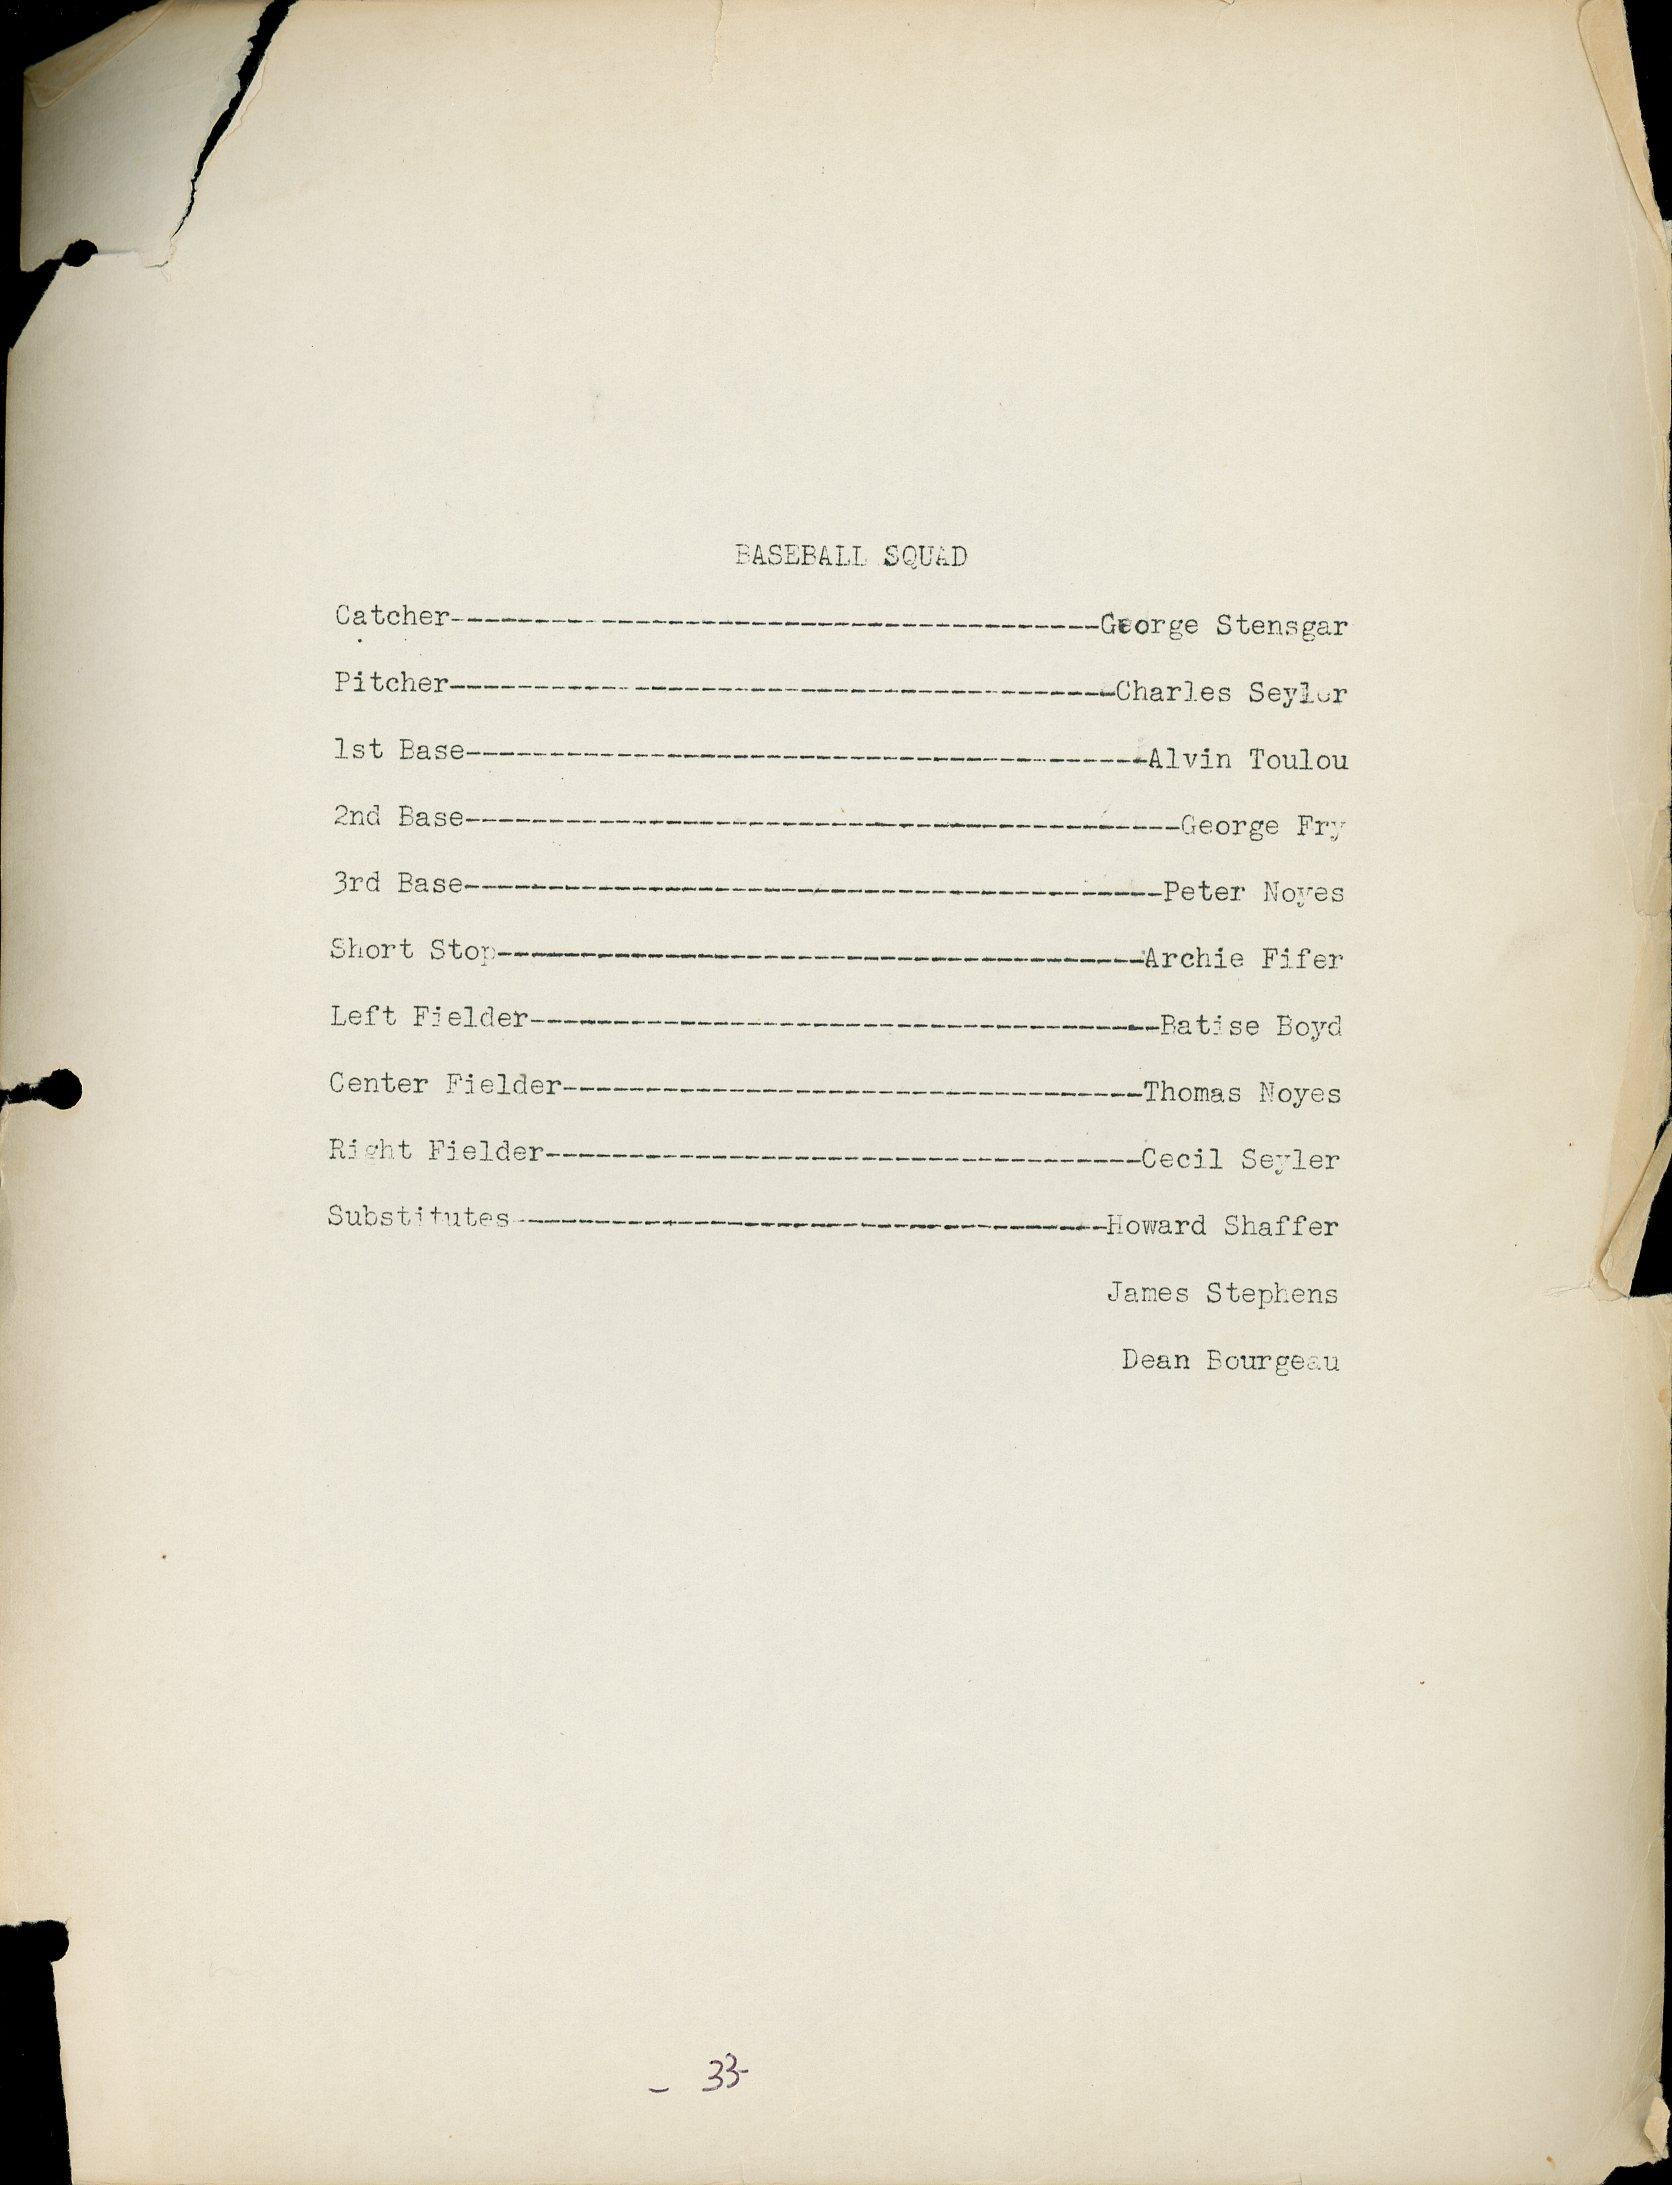 BASEBALL SQUAD
Catcher---------------------------------------George Stensgar
Pitcher----------------------------------------Charles Seyler
1st Base-----------------------------------------Alvin Toulou
2nd Base-------------------------------------------George Fry
3rd Base------------------------------------------Peter Noyes
Short Stop---------------------------------------Archie Fifer
Left Fielder--------------------------------------Batise Boyd
Center Fielder-----------------------------------Thomas Noyes
Right Fielder------------------------------------Cecil Seyler
Substitutes------------------------------------Howard Shaffer
James Stephens
Dean Bourgeau
- 33-